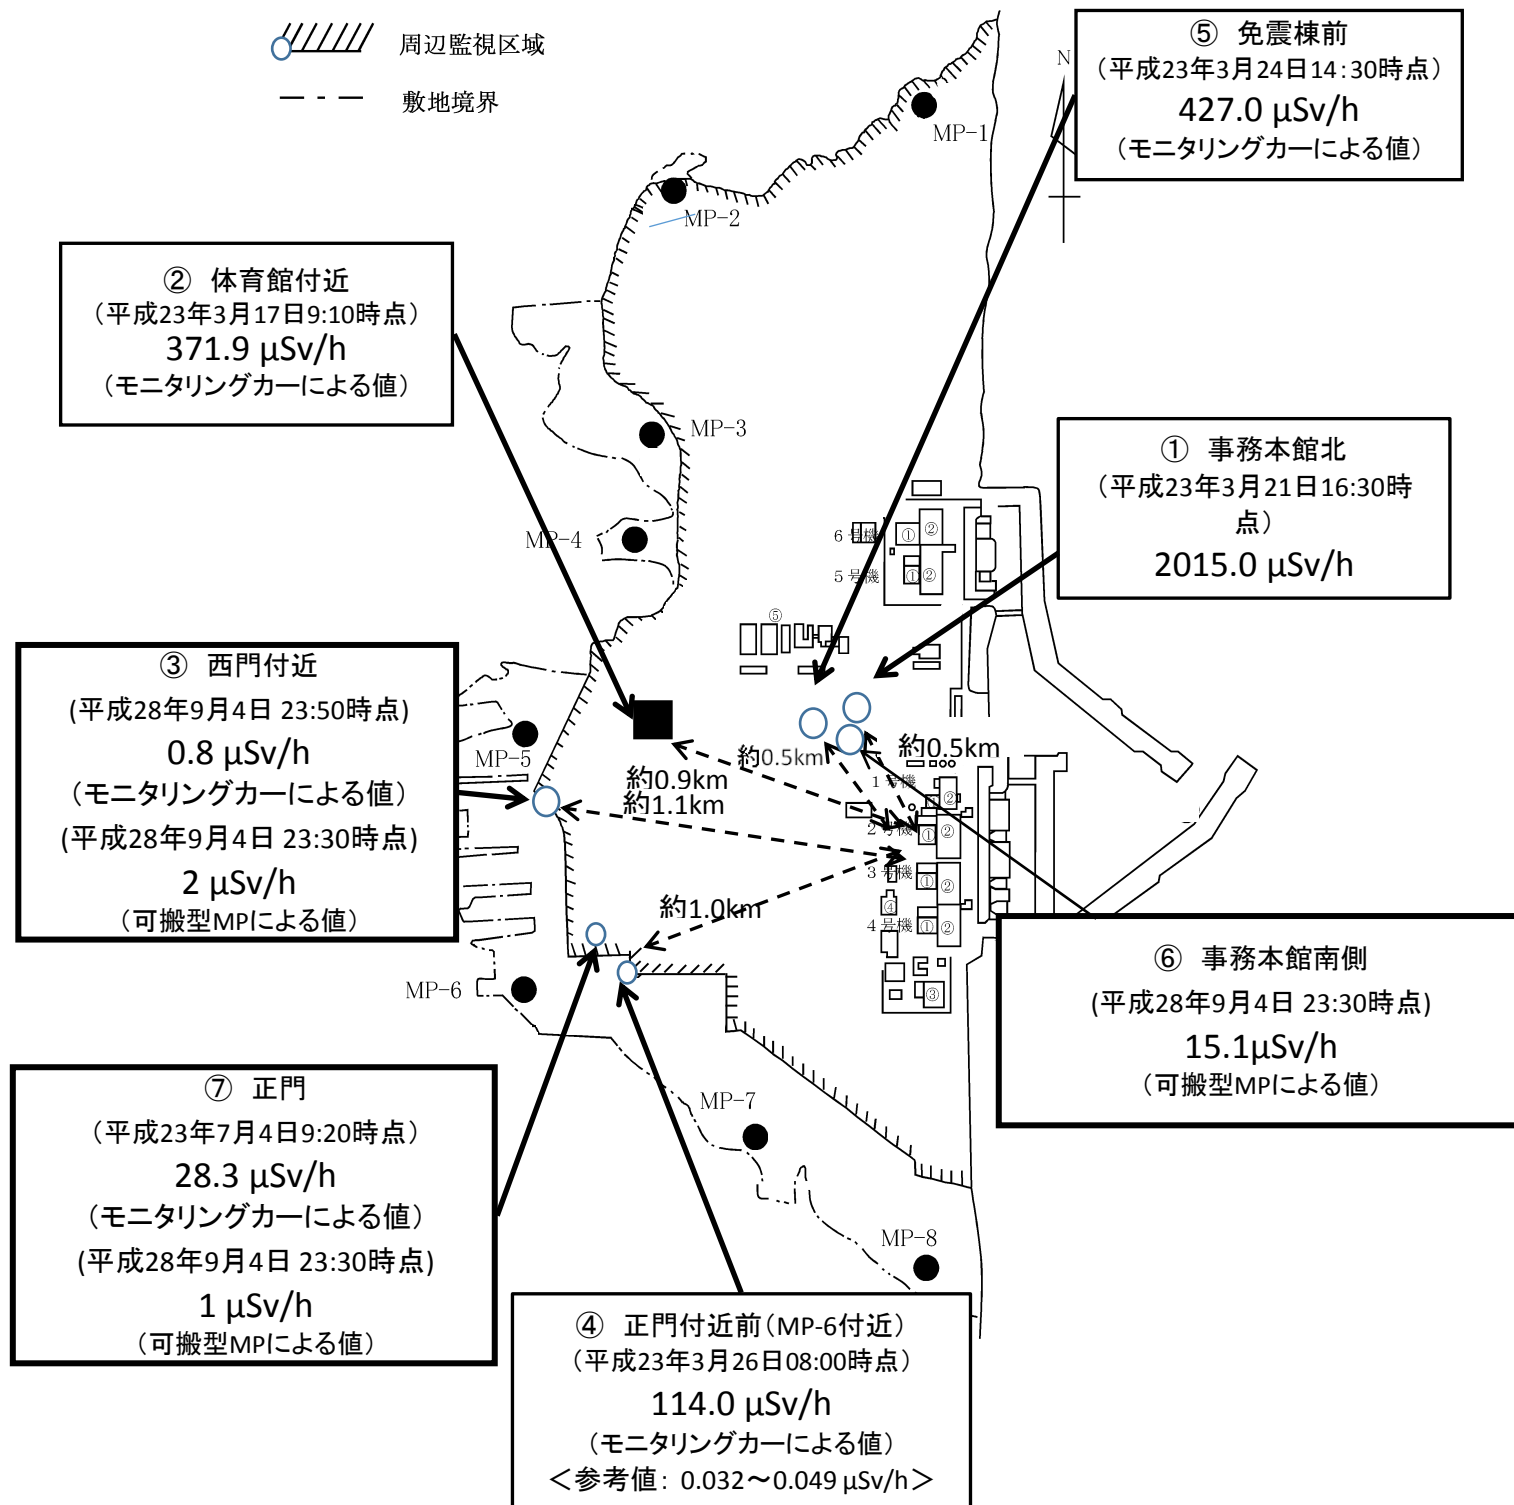 周辺監視区域
敷地境界
N
⑤ 免震棟前
（平成23年3月24日14:30時点）
427.0 μSv/h
（モニタリングカーによる値）
MP-1
MP-2
② 体育館付近
（平成23年3月17日9:10時点）
371.9 μSv/h
（モニタリングカーによる値）
MP-3
① 事務本館北
（平成23年3月21日16:30時
点）
2015.0 μSv/h
MP-4
6号機
①
②
5号機
①
②
⑤
③ 西門付近
(平成28年9月4日 23:50時点)
0.8 μSv/h
（モニタリングカーによる値）
(平成28年9月4日 23:30時点)
2 μSv/h
（可搬型MPによる値）
MP-5
約0.5km
約0.5km
約0.9km
約1.1km
1号機
①
②
2号機
①
②
3号機
①
②
④
4号機
①
②
約1.0km
③
MP-6
⑥ 事務本館南側
(平成28年9月4日 23:30時点)
15.1μSv/h
（可搬型MPによる値）
⑦ 正門
（平成23年7月4日9:20時点）
28.3 μSv/h
（モニタリングカーによる値）
(平成28年9月4日 23:30時点)
1 μSv/h
（可搬型MPによる値）
MP-7
MP-8
④ 正門付近前（MP-6付近）
（平成23年3月26日08:00時点）
114.0 μSv/h
（モニタリングカーによる値）
＜参考値: 0.032～0.049 μSv/h＞